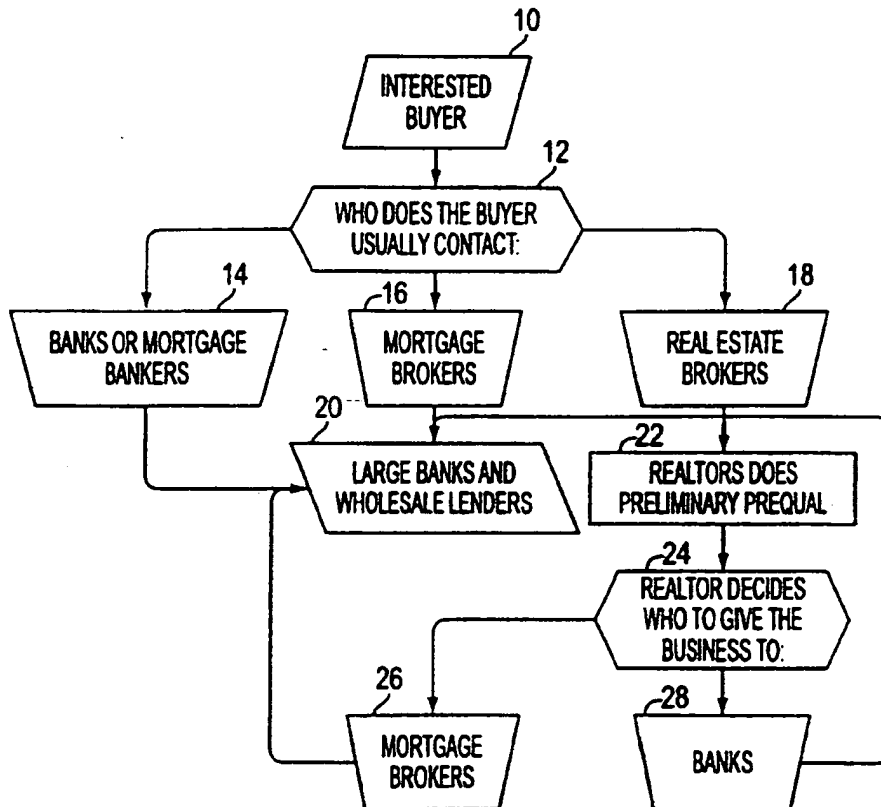 10
INTERESTED
BUYER
12
WHO DOES THE BUYER
USUALLY CONTACT:
14
BANKS OR MORTGAGE
BANKERS
16
MORTGAGE
BROKERS
18
REAL ESTATE
BROKERS
20
LARGE BANKS AND
WHOLESALE LENDERS
22
REALTORS DOES
PRELIMINARY PREQUAL
24
REALTOR DECIDES
WHO TO GIVE THE
BUSINESS TO:
26
MORTGAGE
BROKERS
28
BANKS